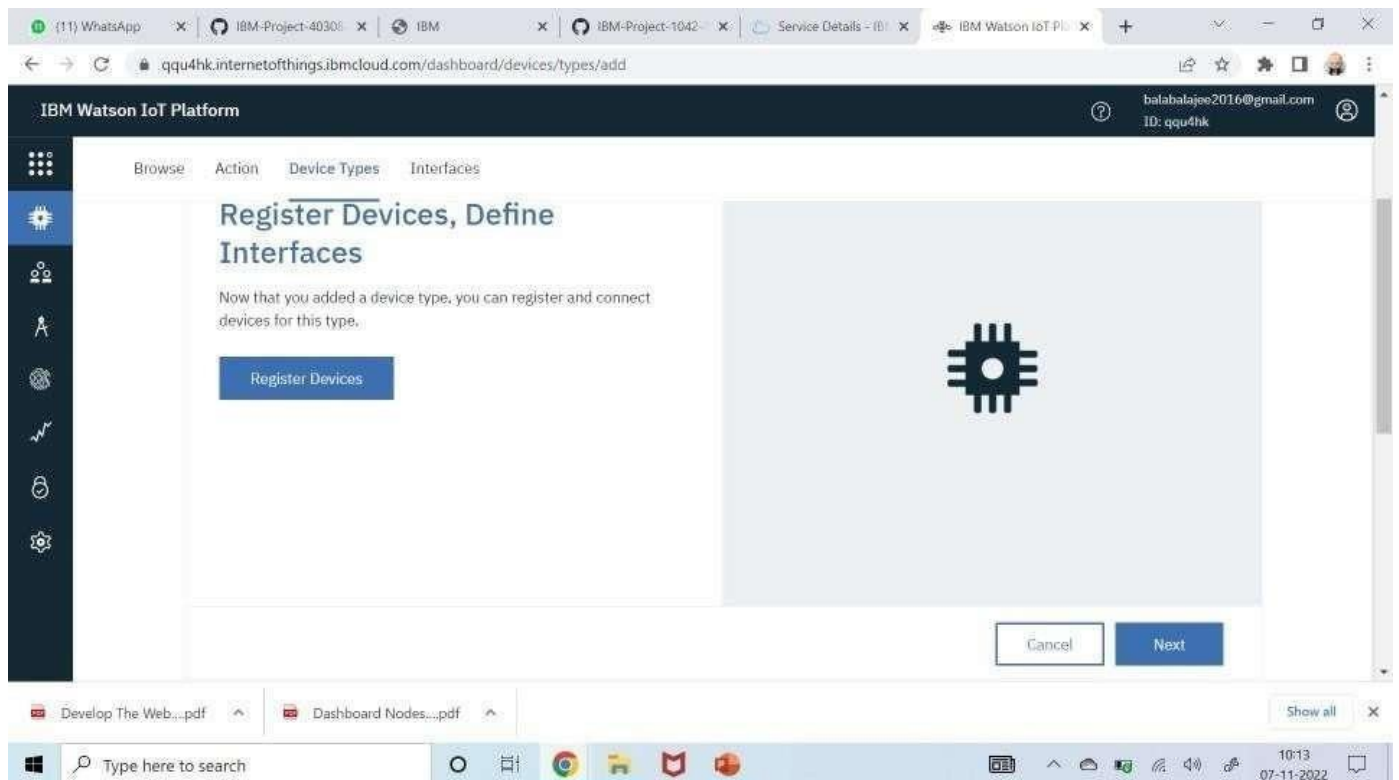 (11) WhatsApp
IBM-Project-40308
IBM
IBM-Project-1042-
Service Details - IB
IBM Watson IoT Pla
qqu4hk.internetofthings.ibmcloud.com/dashboard/devices/types/add
IBM Watson IoT Platform
balabalajee2016@gmail.com
ID: qqu4hk
Browse Action Device Types Interfaces
Register Devices, Define
Interfaces
Now that you added a device type, you can register and connect
devices for this type.
Register Devices
Cancel Next
Develop The Web....pdf
Dashboard Nodes....pdf
Show all
Type here to search
10:13
07-11-2022